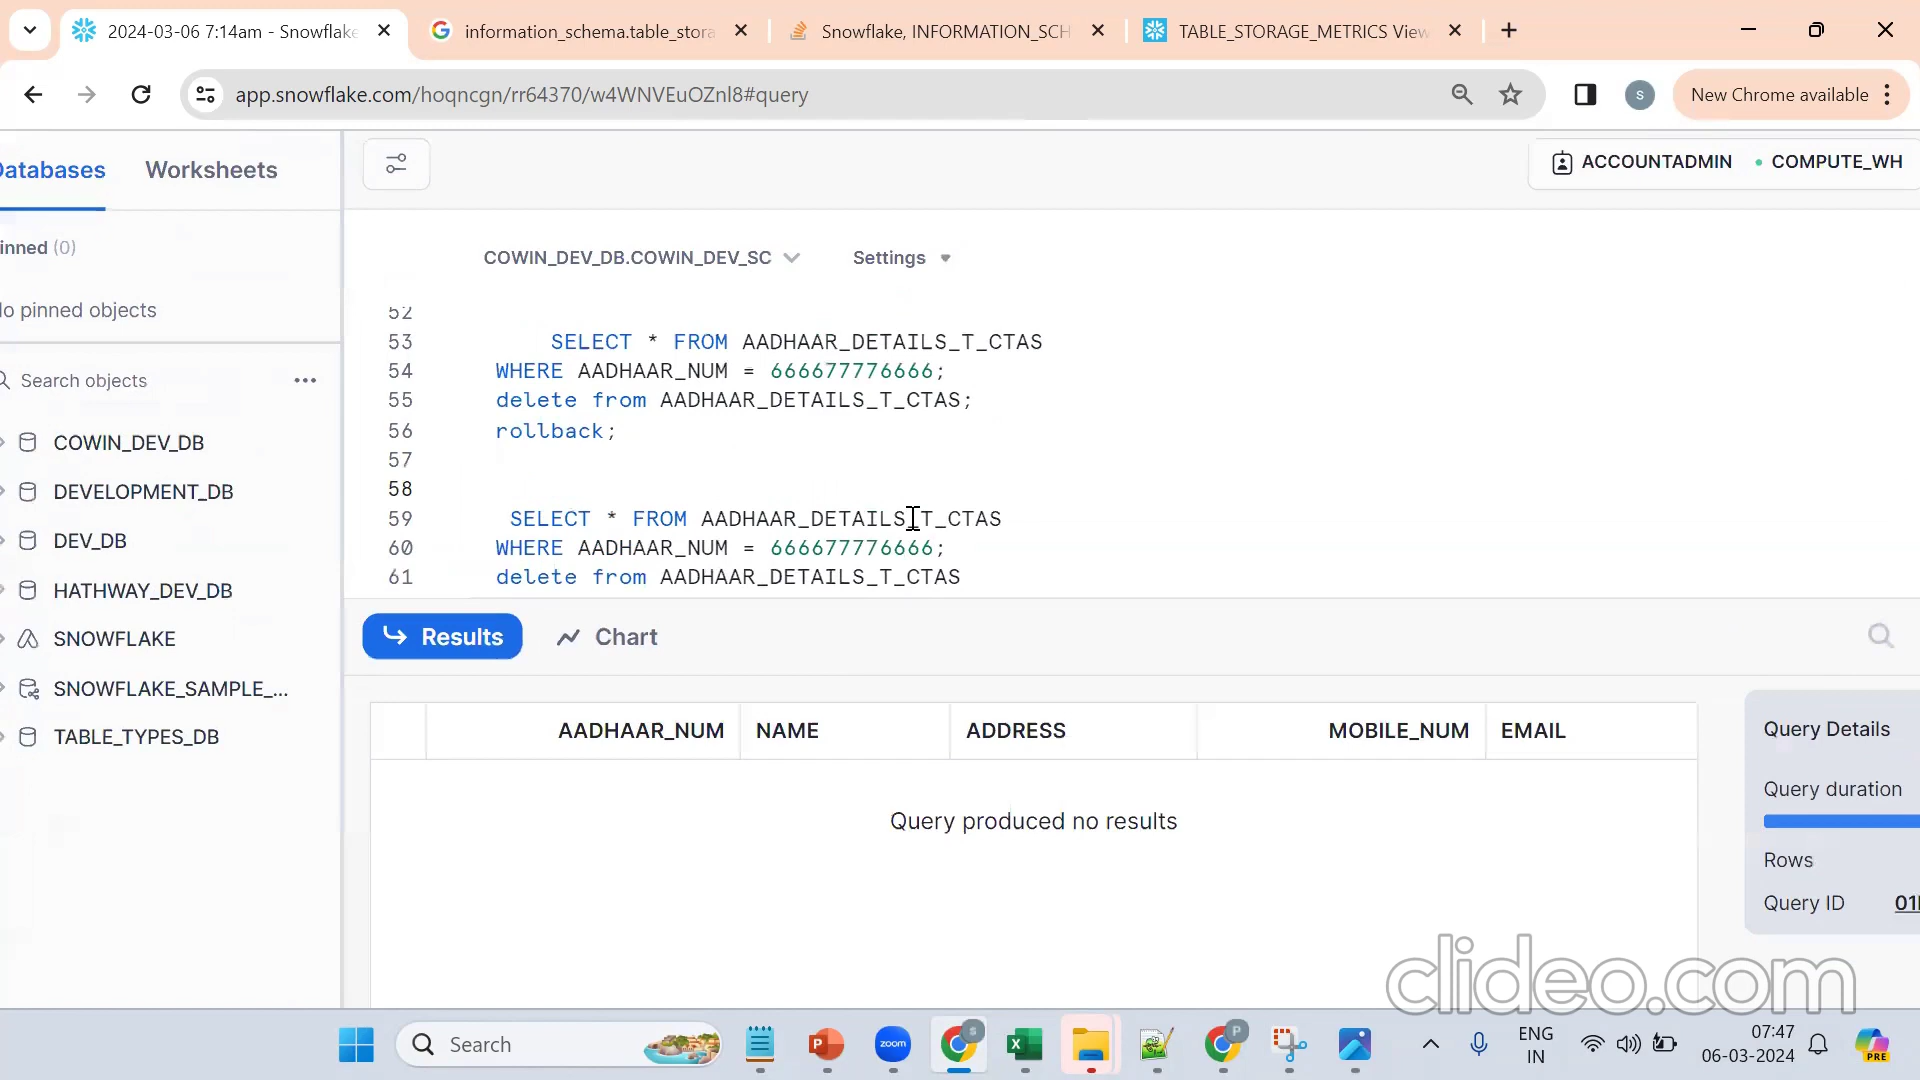 2024-03-06 7:14am - Snowflake
information_schema.table_stora
Snowflake, INFORMATION_SCH
TABLE_STORAGE_METRICS View
app.snowflake.com/hoqncgn/rr64370/w4WNVEuOZnl8#query
s
New Chrome available
Databases
Worksheets
ACCOUNTADMIN
COMPUTE_WH
inned (0)
COWIN_DEV_DB.COWIN_DEV_SC
Settings
lo pinned objects
Search objects
COWIN_DEV_DB
DEVELOPMENT_DB
DEV_DB
HATHWAY_DEV_DB
SNOWFLAKE
SNOWFLAKE_SAMPLE_...
TABLE_TYPES_DB
52
53 SELECT * FROM AADHAAR_DETAILS_T_CTAS
54 WHERE AADHAAR_NUM = 666677776666;
55 delete from AADHAAR_DETAILS_T_CTAS;
56 rollback;
57
58
59 SELECT * FROM AADHAAR_DETAILS_T_CTAS
60 WHERE AADHAAR_NUM = 666677776666;
61 delete from AADHAAR_DETAILS_T_CTAS
Results
Chart
AADHAAR_NUM NAME ADDRESS MOBILE_NUM EMAIL
Query produced no results
Query Details
Query duration
Rows
Query ID 01
clideo.com
Search
zoom
S
P
ENG
IN
07:47
06-03-2024
PRE